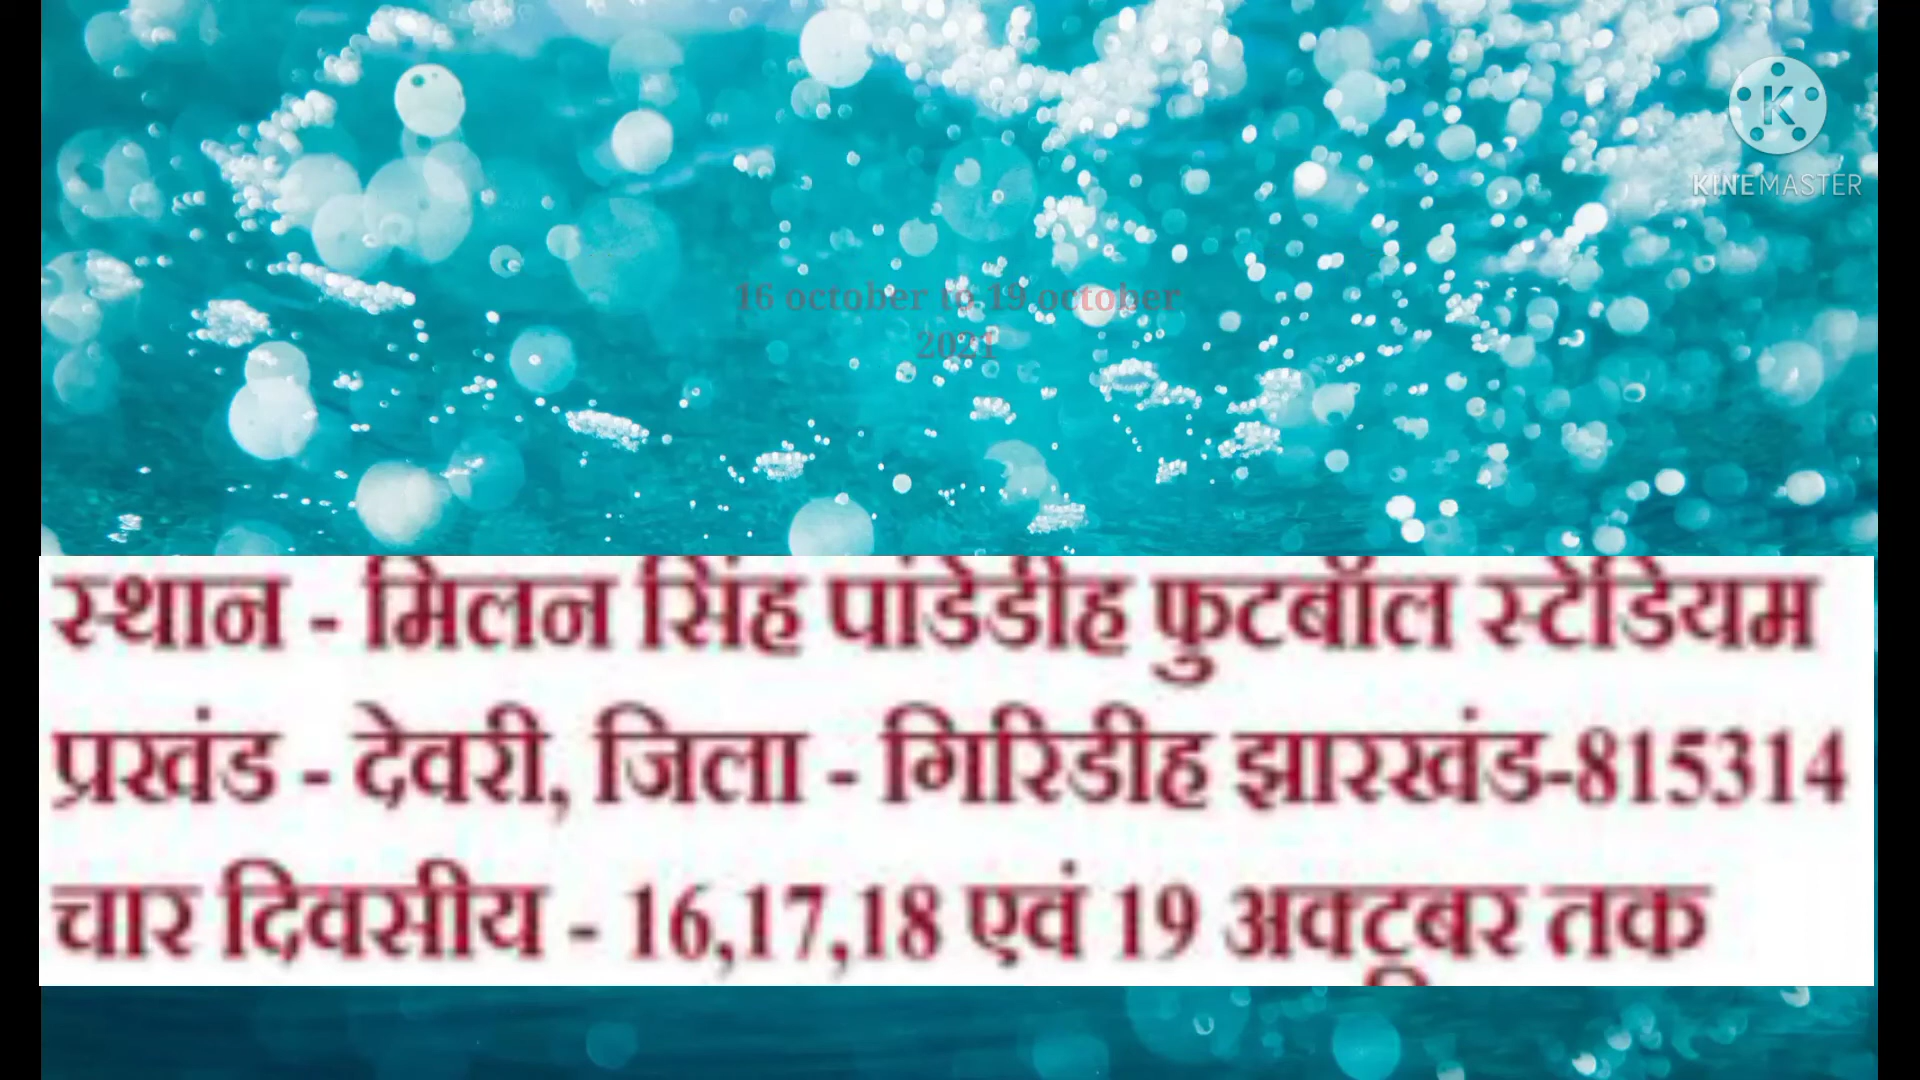 KINEMASTER
16 october to 19 october
2021
स्थान - मिलन सिंह पांडेडीह फुटबॉल स्टेडियम
प्रखंड - देवरी, जिला - गिरिडीह झारखंड-815314
चार दिवसीय - 16,17,18 एवं 19 अक्टूबर तक